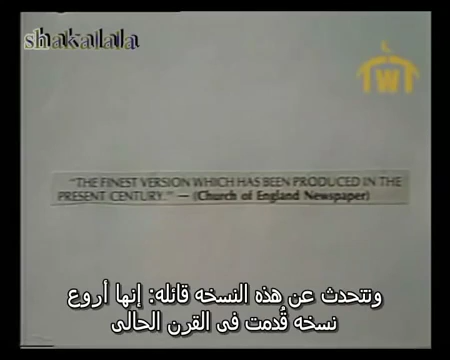 shakalala
W
"THE FINEST VERSION WHICH HAS BEEN PRODUCED IN THE
PRESENT CENTURY." — (Church of England Newspaper)
وتتحدث عن هذه النسخه قائله: إنها أروع
نسخه قُدمت فى القرن الحالى